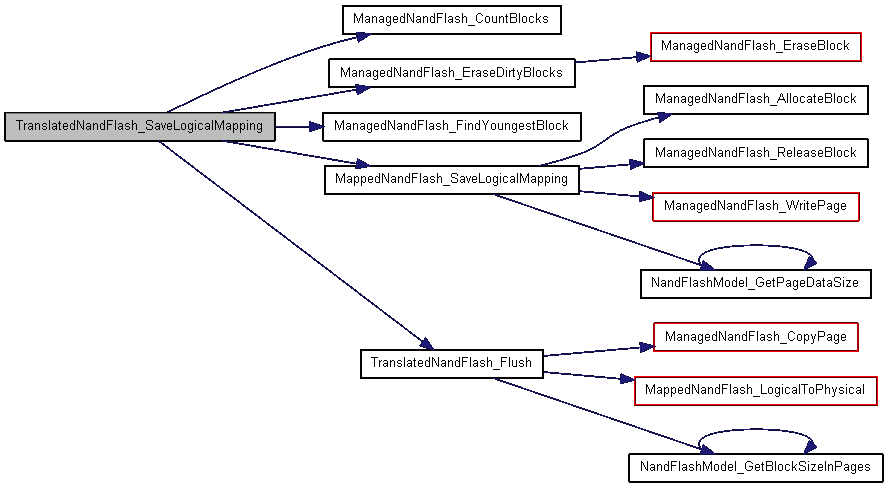 ManagedNandFlash_CountBlocks
ManagedNandFlash_EraseBlock
ManagedNandFlash_EraseDirtyBlocks
ManagedNandFlash_AllocateBlock
TranslatedNandFlash_SaveLogicalMapping
ManagedNandFlash_FindYoungestBlock
ManagedNandFlash_ReleaseBlock
MappedNandFlash_SaveLogicalMapping
ManagedNandFlash_WritePage
NandFlashModel_GetPageDataSize
ManagedNandFlash_CopyPage
TranslatedNandFlash_Flush
MappedNandFlash_LogicalToPhysical
NandFlashModel_GetBlockSizeInPages